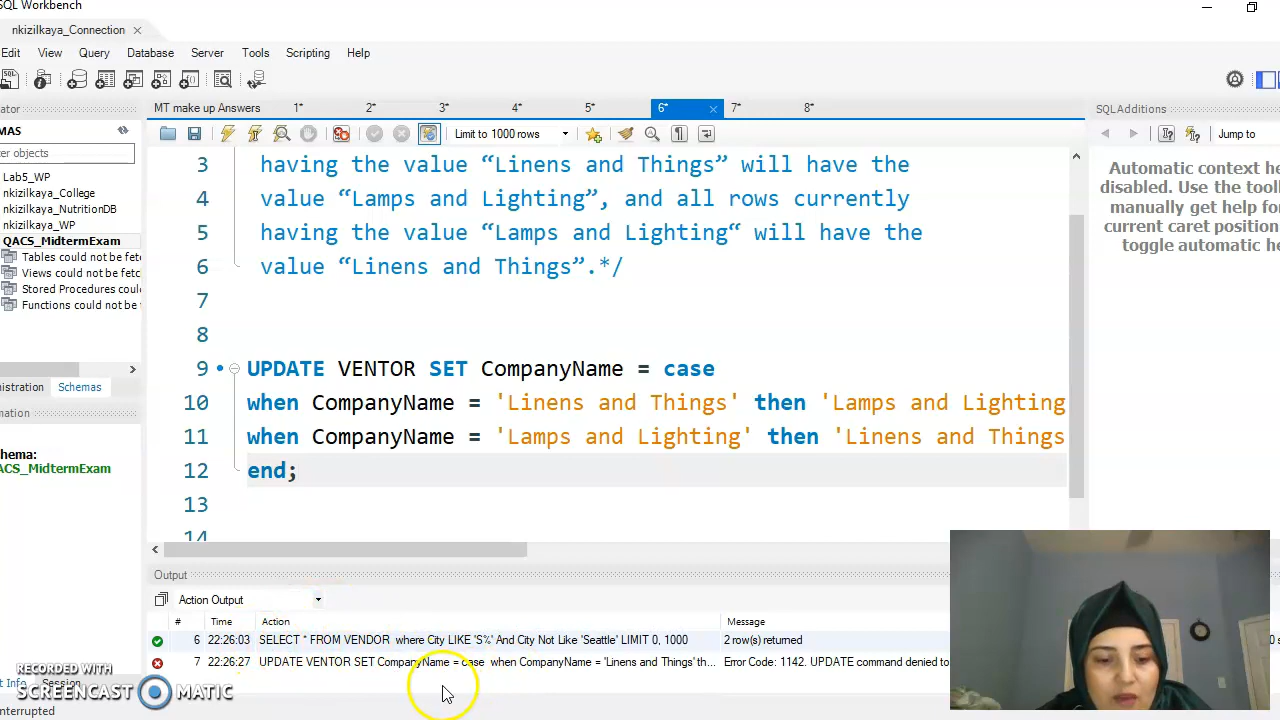 SQL Workbench
nkizilkaya_Connection
Edit View Query Database Server Tools Scripting Help
MT make up Answers 1* 2* 3* 4* 5* 6* 7* 8*
SQLAdditions
Limit to 1000 rows
Jump to
ator
MAS
ter objects
Lab5_WP
nkizilkaya_College
nkizilkaya_NutritionDB
nkizilkaya_WP
QACS_MidtermExam
Tables could not be fet
Views could not be fetc
Stored Procedures coul
Functions could not be
ministration Schemas
mation
hema:
ACS_MidtermExam
3 having the value “Linens and Things” will have the
4 value “Lamps and Lighting”, and all rows currently
5 having the value “Lamps and Lighting“ will have the
6 value “Linens and Things”.*/
7
8
9 UPDATE VENTOR SET CompanyName = case
10 when CompanyName = 'Linens and Things' then 'Lamps and Lighting
11 when CompanyName = 'Lamps and Lighting' then 'Linens and Things
12 end;
13
14
Automatic context he
disabled. Use the tool
manually get help for
current caret position
toggle automatic he
Output
Action Output
# Time Action Message
6 22:26:03 SELECT * FROM VENDOR where City LIKE 'S%' And City Not Like 'Seattle' LIMIT 0, 1000 2 row(s) returned
7 22:26:27 UPDATE VENTOR SET CompanyName = case when CompanyName = 'Linens and Things' th... Error Code: 1142. UPDATE command denied to
RECORDED WITH
SCREENCAST MATIC
t Info Session
nterrupted